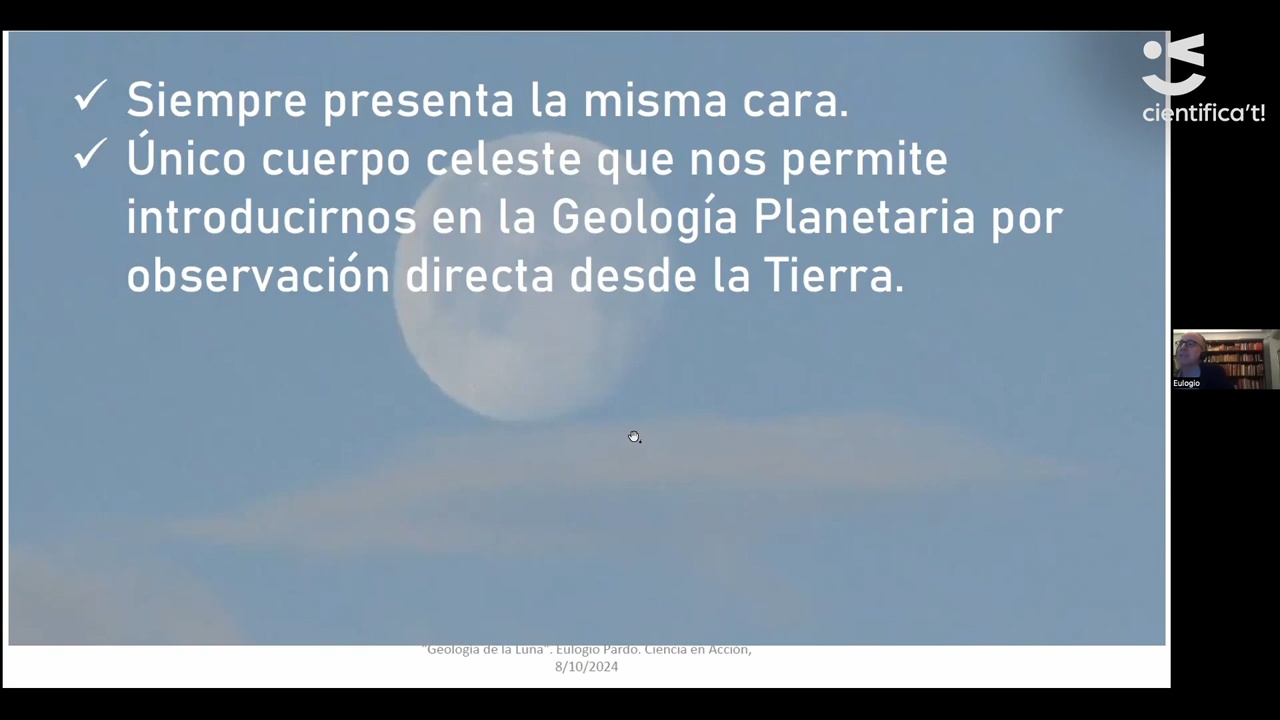 ✓ Siempre presenta la misma cara.
✓ Único cuerpo celeste que nos permite
introducirnos en la Geología Planetaria por
observación directa desde la Tierra.
cientifica't!
Eulogio
"Geología de la Luna". Eulogio Pardo. Ciencia en Acción,
8/10/2024